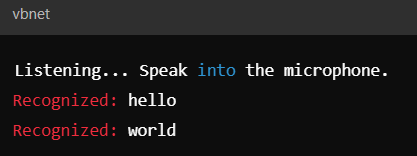 vbnet
Listening... Speak into the microphone.
Recognized: hello
Recognized: world